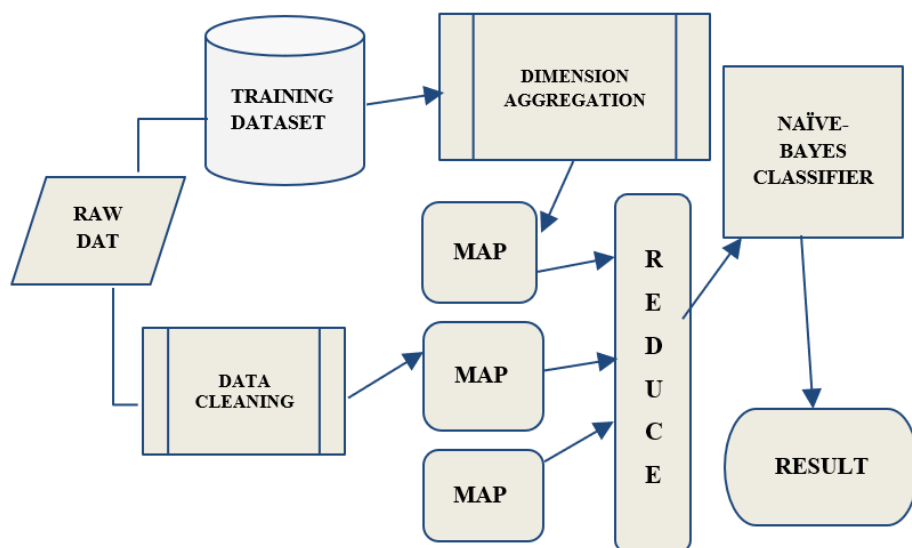 TRAINING
DATASET
DIMENSION
AGGREGATION
NAÏVE-
BAYES
CLASSIFIER
RAW
DAT
MAP
R
E
D
U
C
E
DATA
CLEANING
MAP
MAP
RESULT